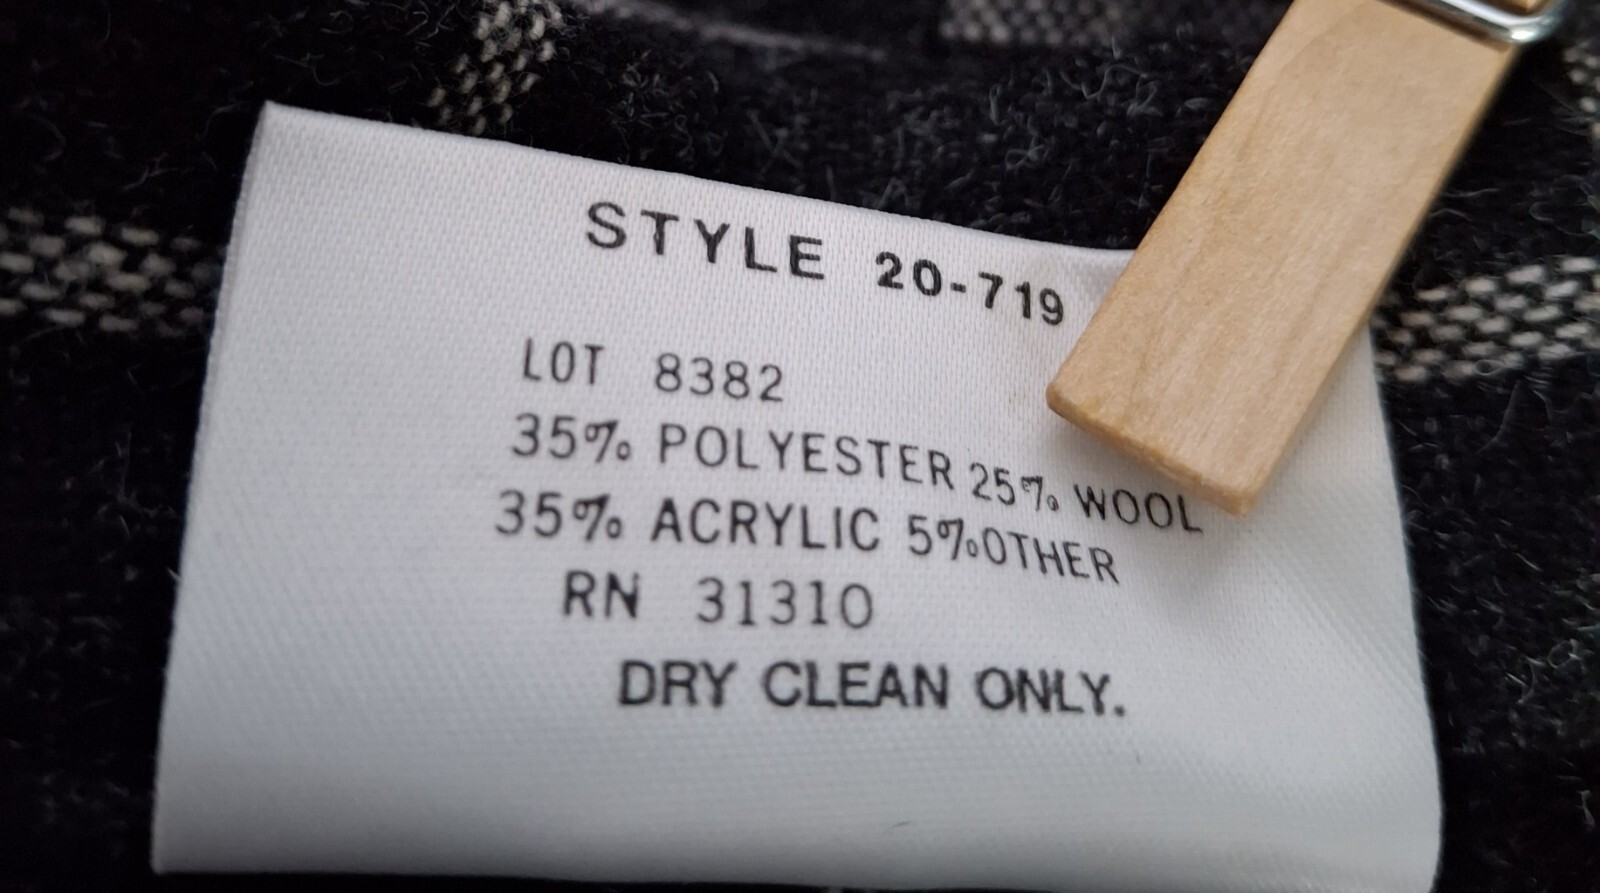 STYLE 20-719
LOT 8382
35% POLYESTER 25% WOOL
35% ACRYLIC 5% OTHER
RN 31310
DRY CLEAN ONLY.